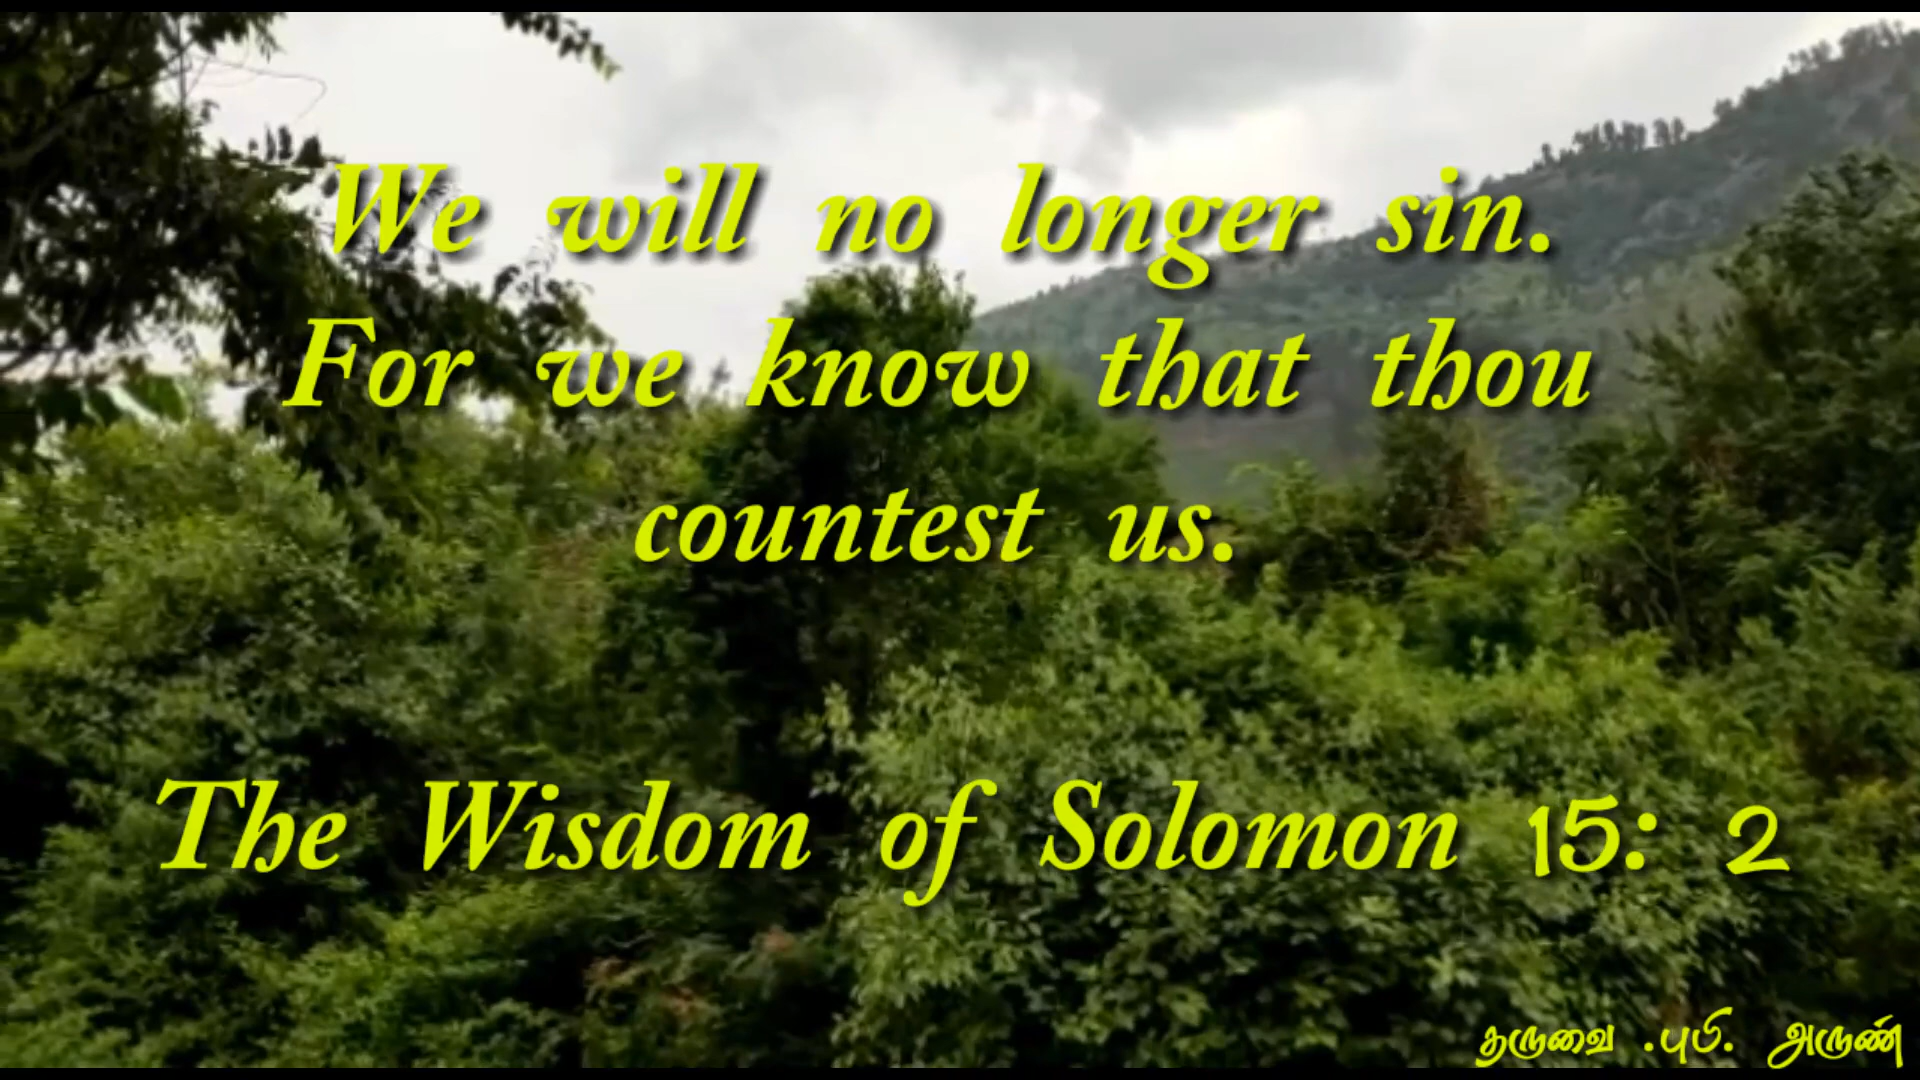 We will no longer sin.
For we know that thou
countest us.
The Wisdom of Solomon 15: 2
தருவை .புபி. அருண்